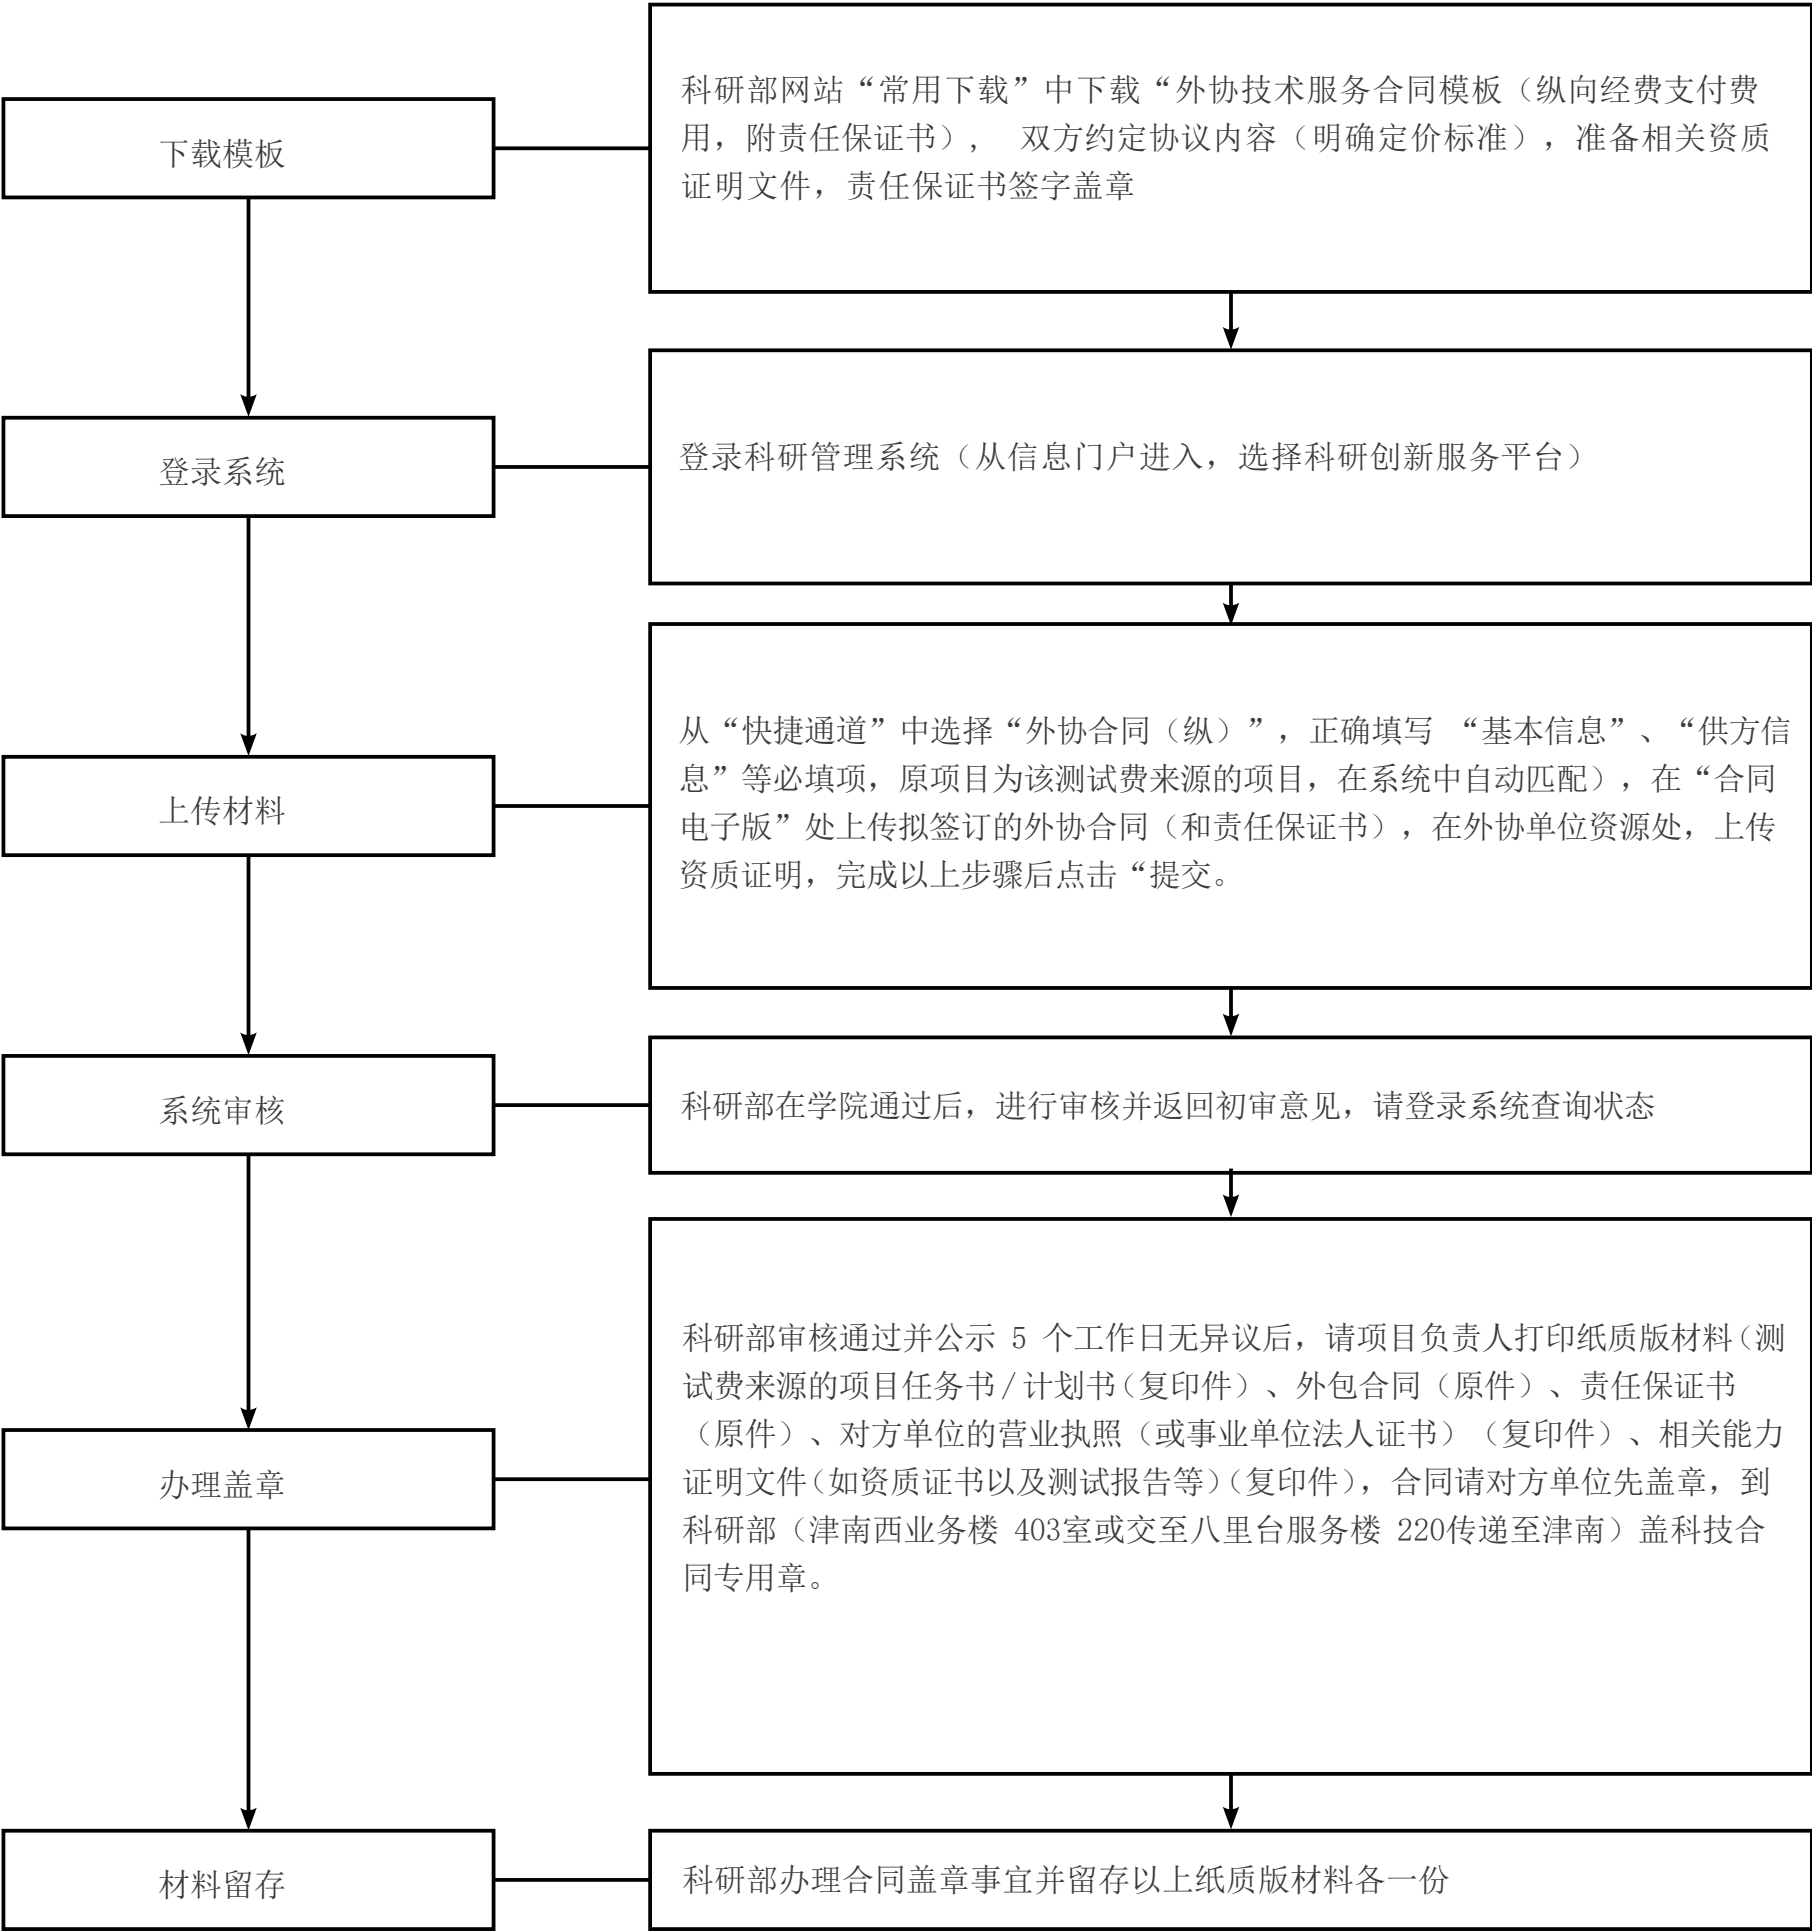 下载模板
科研部网站“常用下载”中下载“外协技术服务合同模板（纵向经费支付费
用，附责任保证书）， 双方约定协议内容（明确定价标准），准备相关资质
证明文件，责任保证书签字盖章
登录系统
登录科研管理系统（从信息门户进入，选择科研创新服务平台）
上传材料
从“快捷通道”中选择“外协合同（纵）”，正确填写 “基本信息”、“供方信
息”等必填项，原项目为该测试费来源的项目，在系统中自动匹配），在“合同
电子版”处上传拟签订的外协合同（和责任保证书），在外协单位资源处，上传
资质证明，完成以上步骤后点击“提交。
系统审核
科研部在学院通过后，进行审核并返回初审意见，请登录系统查询状态
办理盖章
科研部审核通过并公示 5 个工作日无异议后，请项目负责人打印纸质版材料（测
试费来源的项目任务书/计划书（复印件）、外包合同（原件）、责任保证书
（原件）、对方单位的营业执照（或事业单位法人证书）（复印件）、相关能力
证明文件（如资质证书以及测试报告等）（复印件），合同请对方单位先盖章，到
科研部（津南西业务楼 403室或交至八里台服务楼 220传递至津南）盖科技合
同专用章。
材料留存
科研部办理合同盖章事宜并留存以上纸质版材料各一份